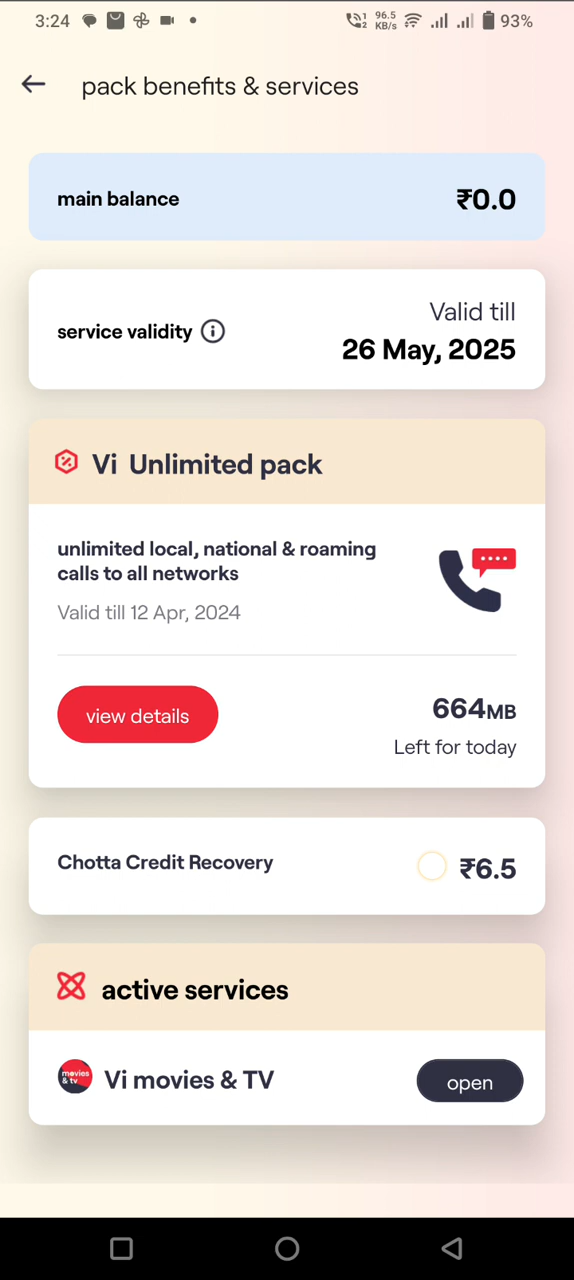 3:24
96.5
KB/s
93%
pack benefits & services
main balance
₹0.0
service validity
Valid till
26 May, 2025
Vi Unlimited pack
unlimited local, national & roaming
calls to all networks
Valid till 12 Apr, 2024
view details
664MB
Left for today
Chotta Credit Recovery
₹6.5
active services
movies
& tv
Vi movies & TV
open